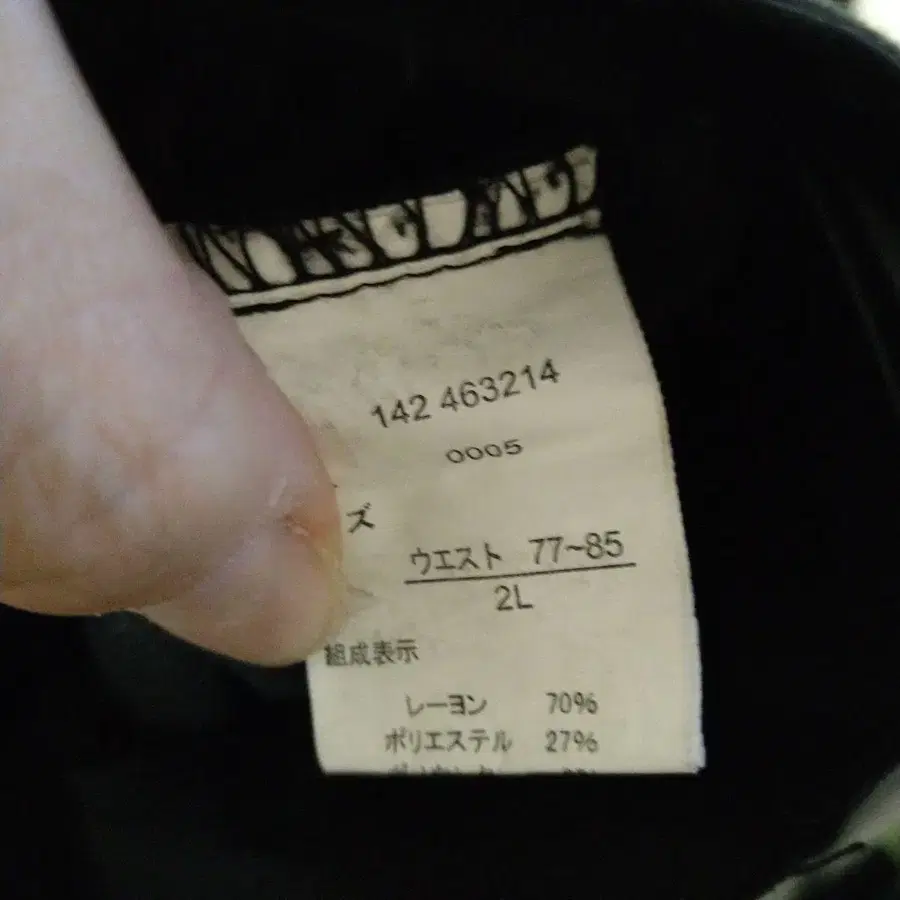 142 463214
0005
ズ
ウエスト 77~85
2L
組成表示
レーヨン 70%
ポリエステル 27%